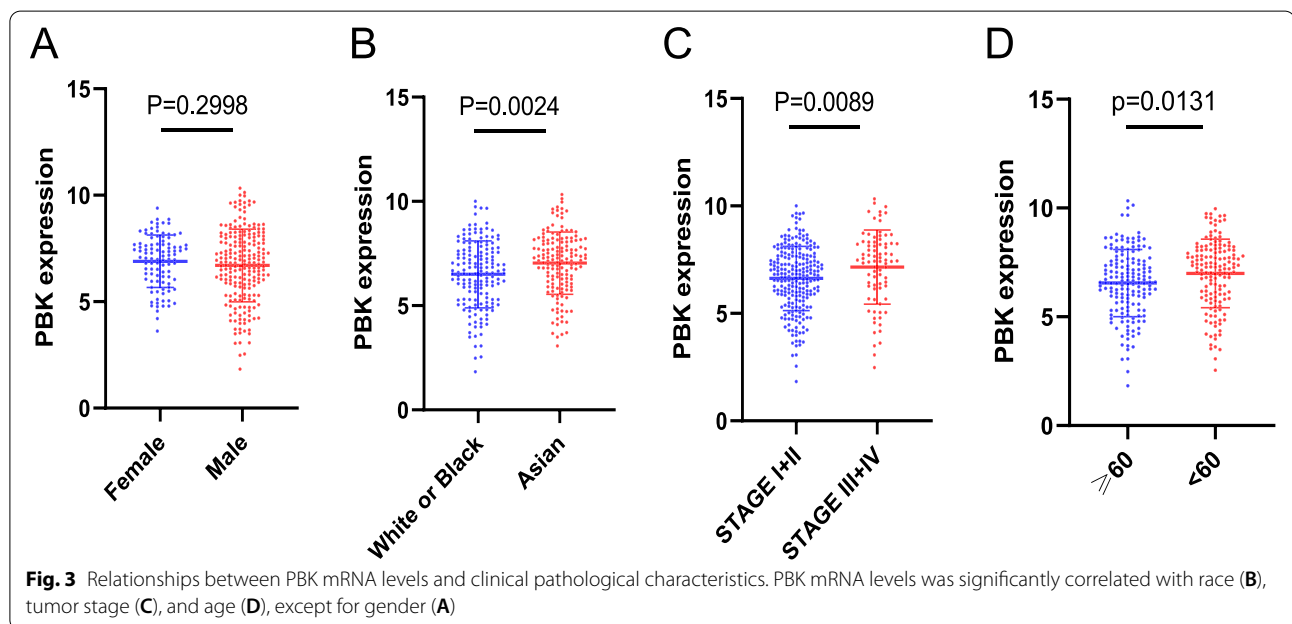 A
B
C
D
PBK expression
15
10
5
0
P=0.2998
Female
Male
PBK expression
15
10
5
0
P=0.0024
White or Black
Asian
PBK expression
15
10
5
0
P=0.0089
STAGE I+II
STAGE III+IV
PBK expression
15
10
5
0
p=0.0131
⩾60
<60
Fig. 3 Relationships between PBK mRNA levels and clinical pathological characteristics. PBK mRNA levels was significantly correlated with race (B),
tumor stage (C), and age (D), except for gender (A)